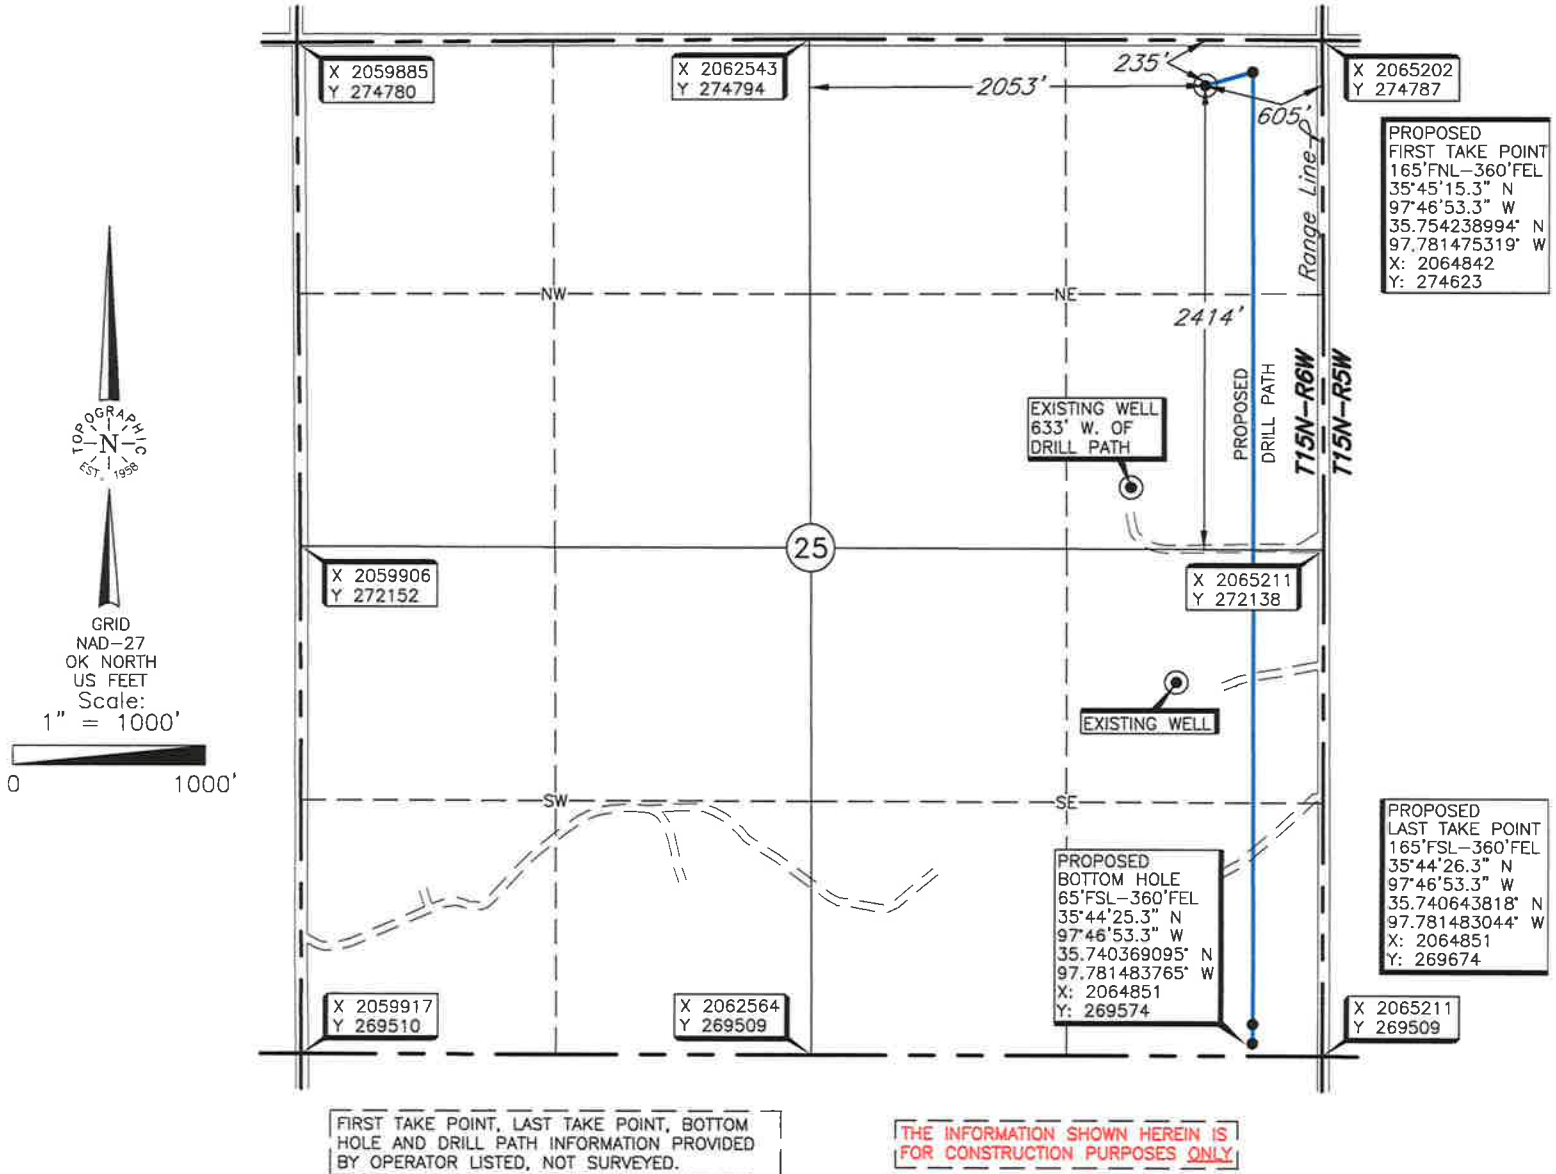 X 2059885
Y 274780
X 2062543
Y 274794
2053'
235'
605'
X 2065202
Y 274787
PROPOSED
FIRST TAKE POINT
165'FNL-360'FEL
35°45'15.3" N
97°46'53.3" W
35.754238994° N
97.781475319° W
X: 2064842
Y: 274623
Range Line
NW
NE
2414'
PROPOSED
DRILL PATH
T15N-R6W
T15N-R5W
EXISTING WELL
633' W. OF
DRILL PATH
TOPOGRAPHIC
N
EST. 1958
GRID
NAD-27
OK NORTH
US FEET
Scale:
1" = 1000'
0 1000'
25
X 2059906
Y 272152
X 2065211
Y 272138
EXISTING WELL
SW
SE
PROPOSED
BOTTOM HOLE
65'FSL-360'FEL
35°44'25.3" N
97°46'53.3" W
35.740369095° N
97.781483765° W
X: 2064851
Y: 269574
PROPOSED
LAST TAKE POINT
165'FSL-360'FEL
35°44'26.3" N
97°46'53.3" W
35.740643818° N
97.781483044° W
X: 2064851
Y: 269674
X 2059917
Y 269510
X 2062564
Y 269509
X 2065211
Y 269509
FIRST TAKE POINT, LAST TAKE POINT, BOTTOM
HOLE AND DRILL PATH INFORMATION PROVIDED
BY OPERATOR LISTED, NOT SURVEYED.
THE INFORMATION SHOWN HEREIN IS
FOR CONSTRUCTION PURPOSES ONLY